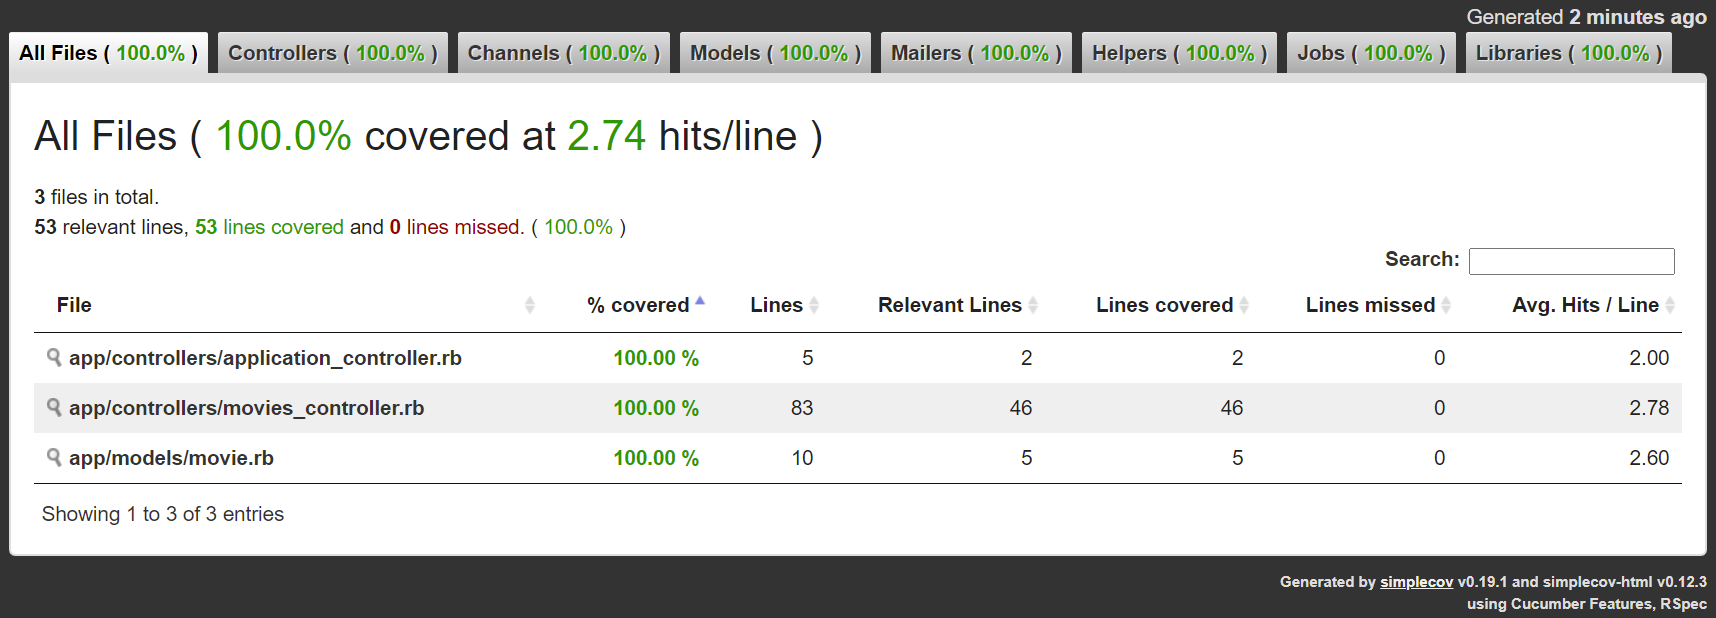 Generated 2 minutes ago
All Files ( 100.0% ) Controllers ( 100.0% ) Channels ( 100.0% ) Models ( 100.0% ) Mailers ( 100.0% ) Helpers ( 100.0% ) Jobs ( 100.0% ) Libraries ( 100.0% )
All Files ( 100.0% covered at 2.74 hits/line )
3 files in total.
53 relevant lines, 53 lines covered and 0 lines missed. ( 100.0% )
Search:
File % covered Lines Relevant Lines Lines covered Lines missed Avg. Hits / Line
app/controllers/application_controller.rb 100.00 % 5 2 2 0 2.00
app/controllers/movies_controller.rb 100.00 % 83 46 46 0 2.78
app/models/movie.rb 100.00 % 10 5 5 0 2.60
Showing 1 to 3 of 3 entries
Generated by simplecov v0.19.1 and simplecov-html v0.12.3
using Cucumber Features, RSpec